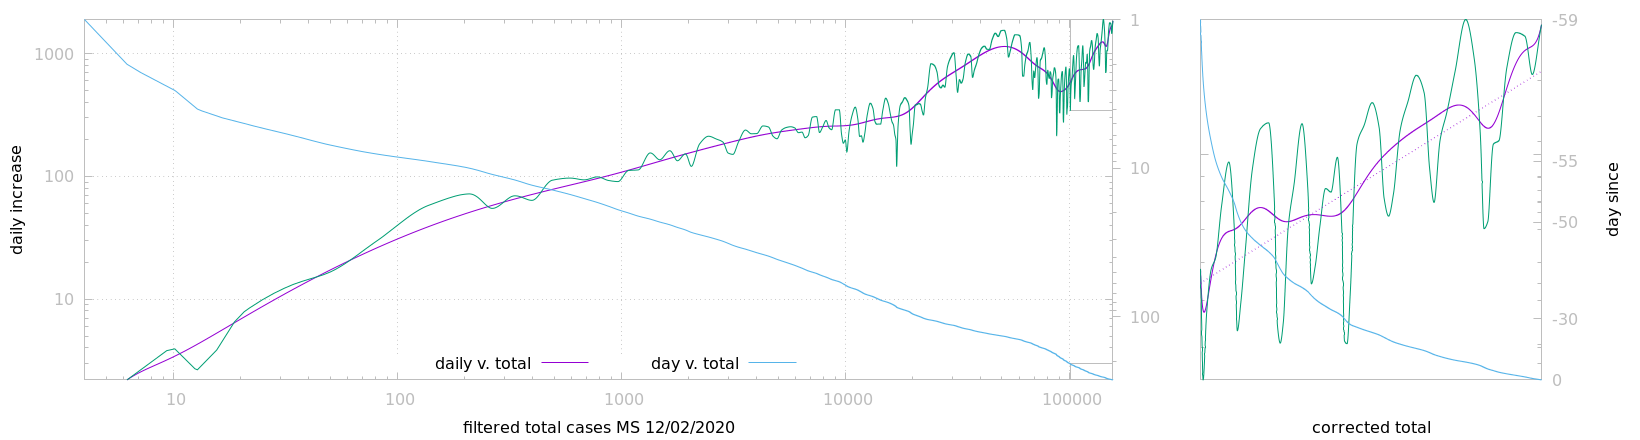 1000
100
10
daily increase
daily v. total
day v. total
10
100
1000
10000
100000
filtered total cases MS 12/02/2020
1
10
100
-59
-55
-50
-30
0
day since
corrected total